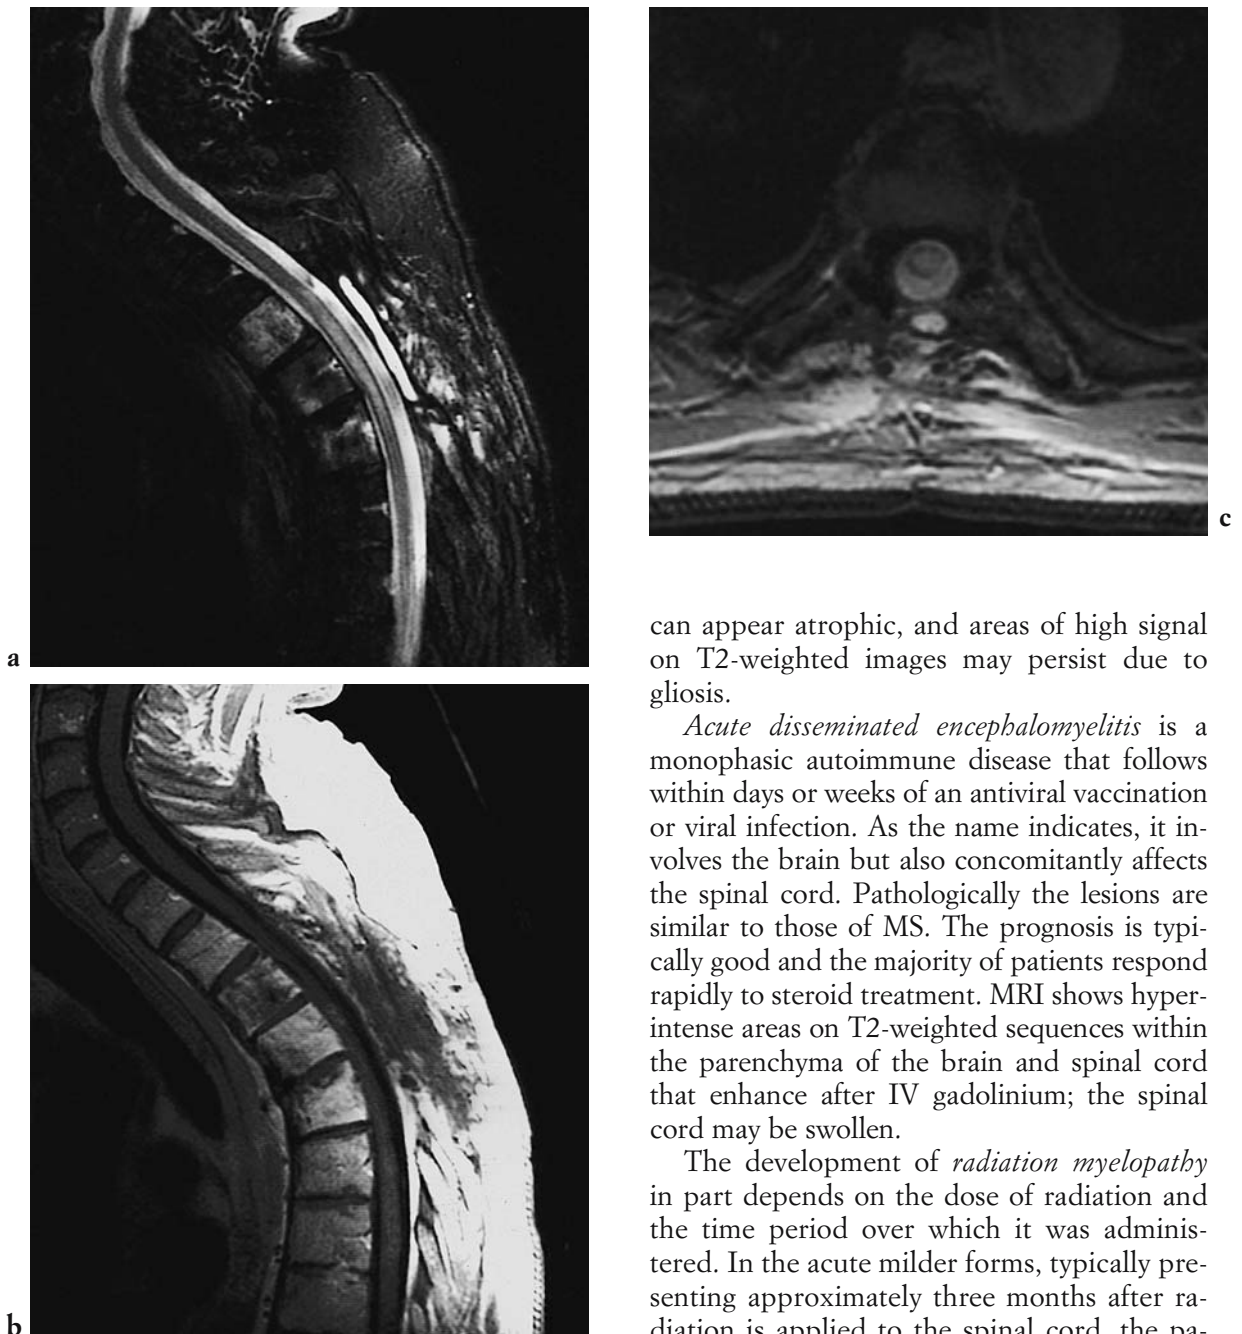 a
b
c
can appear atrophic, and areas of high signal
on T2-weighted images may persist due to
gliosis.
Acute disseminated encephalomyelitis is a
monophasic autoimmune disease that follows
within days or weeks of an antiviral vaccination
or viral infection. As the name indicates, it in-
volves the brain but also concomitantly affects
the spinal cord. Pathologically the lesions are
similar to those of MS. The prognosis is typi-
cally good and the majority of patients respond
rapidly to steroid treatment. MRI shows hyper-
intense areas on T2-weighted sequences within
the parenchyma of the brain and spinal cord
that enhance after IV gadolinium; the spinal
cord may be swollen.
The development of radiation myelopathy
in part depends on the dose of radiation and
the time period over which it was adminis-
tered. In the acute milder forms, typically pre-
senting approximately three months after ra-
diation is applied to the spinal cord, the pa-